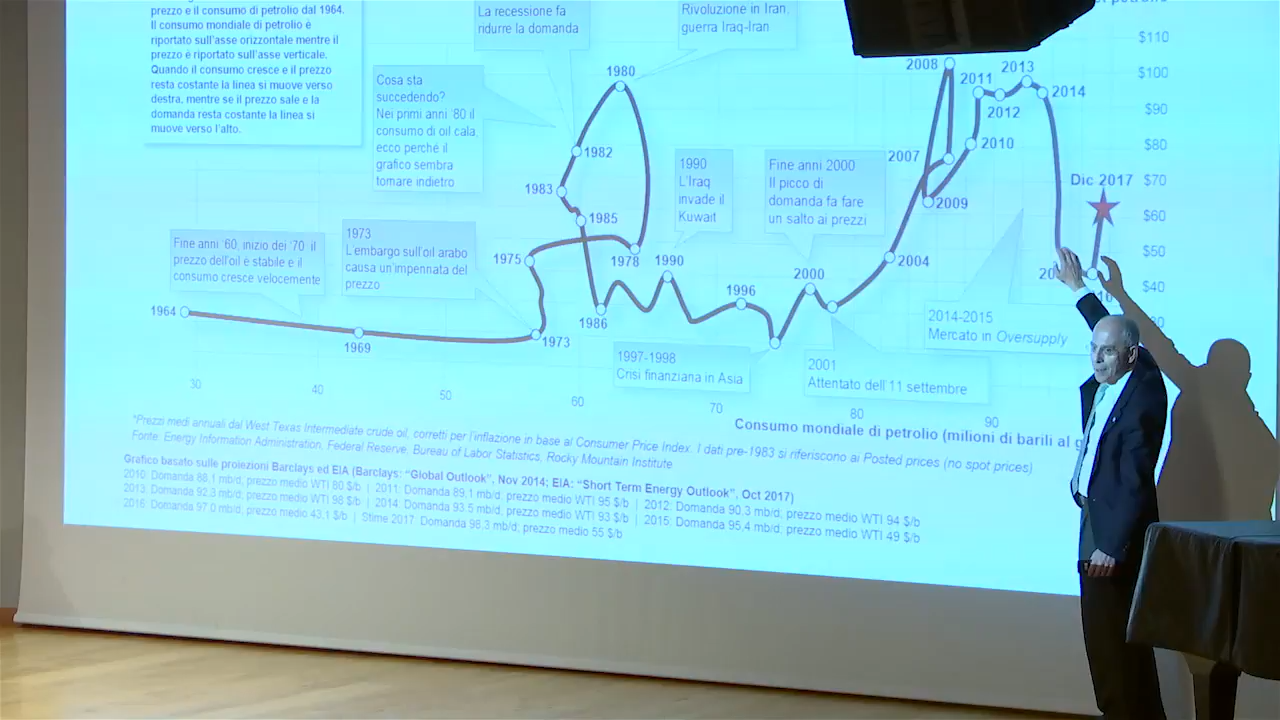 prezzo e il consumo di petrolio dal 1964.
Il consumo mondiale di petrolio è
riportato sull'asse orizzontale mentre il
prezzo è riportato sull'asse verticale.
Quando il consumo cresce e il prezzo
resta costante la linea si muove verso
destra, mentre se il prezzo sale e la
domanda resta costante la linea si
muove verso l'alto.
La recessione fa
ridurre la domanda
Rivoluzione in Iran,
guerra Iraq-Iran
Cosa sta
succedendo?
Nei primi anni '80 il
consumo di oil cala,
ecco perché il
grafico sembra
tornare indietro
1990
L'Iraq
invade il
Kuwait
Fine anni 2000
Il picco di
domanda fa fare
un salto ai prezzi
Fine anni '60, inizio dei '70 il
prezzo dell'oil è stabile e il
consumo cresce velocemente
1973
L'embargo sull'oil arabo
causa un'impennata del
prezzo
1997-1998
Crisi finanziaria in Asia
2001
Attentato dell'11 settembre
2014-2015
Mercato in Oversupply
1964
1969
1973
1975
1978
1980
1982
1983
1985
1986
1990
1996
2000
2004
2007
2008
2009
2010
2011
2012
2013
2014
Dic 2017
$110
$100
$90
$80
$70
$60
$50
$40
30
40
50
60
70
80
90
Consumo mondiale di petrolio (milioni di barili al
*Prezzi medi annuali dal West Texas Intermediate crude oil, corretti per l'inflazione in base al Consumer Price Index. I dati pre-1983 si riferiscono ai Posted prices (no spot prices)
Fonte: Energy Information Administration, Federal Reserve, Bureau of Labor Statistics, Rocky Mountain Institute
Grafico basato sulle proiezioni Barclays ed EIA (Barclays: "Global Outlook", Nov 2014; EIA: "Short Term Energy Outlook", Oct 2017)
2010: Domanda 88.1 mb/d, prezzo medio WTI 80 $/b | 2011: Domanda 89.1 mb/d, prezzo medio WTI 95 $/b | 2012: Domanda 90.3 mb/d; prezzo medio WTI 94 $/b
2013: Domanda 92.3 mb/d, prezzo medio WTI 98 $/b | 2014: Domanda 93.5 mb/d, prezzo medio WTI 93 $/b | 2015: Domanda 95.4 mb/d; prezzo medio WTI 49 $/b
2016: Domanda 97.0 mb/d, prezzo medio 43.1 $/b | Stime 2017: Domanda 98.3 mb/d; prezzo medio 55 $/b